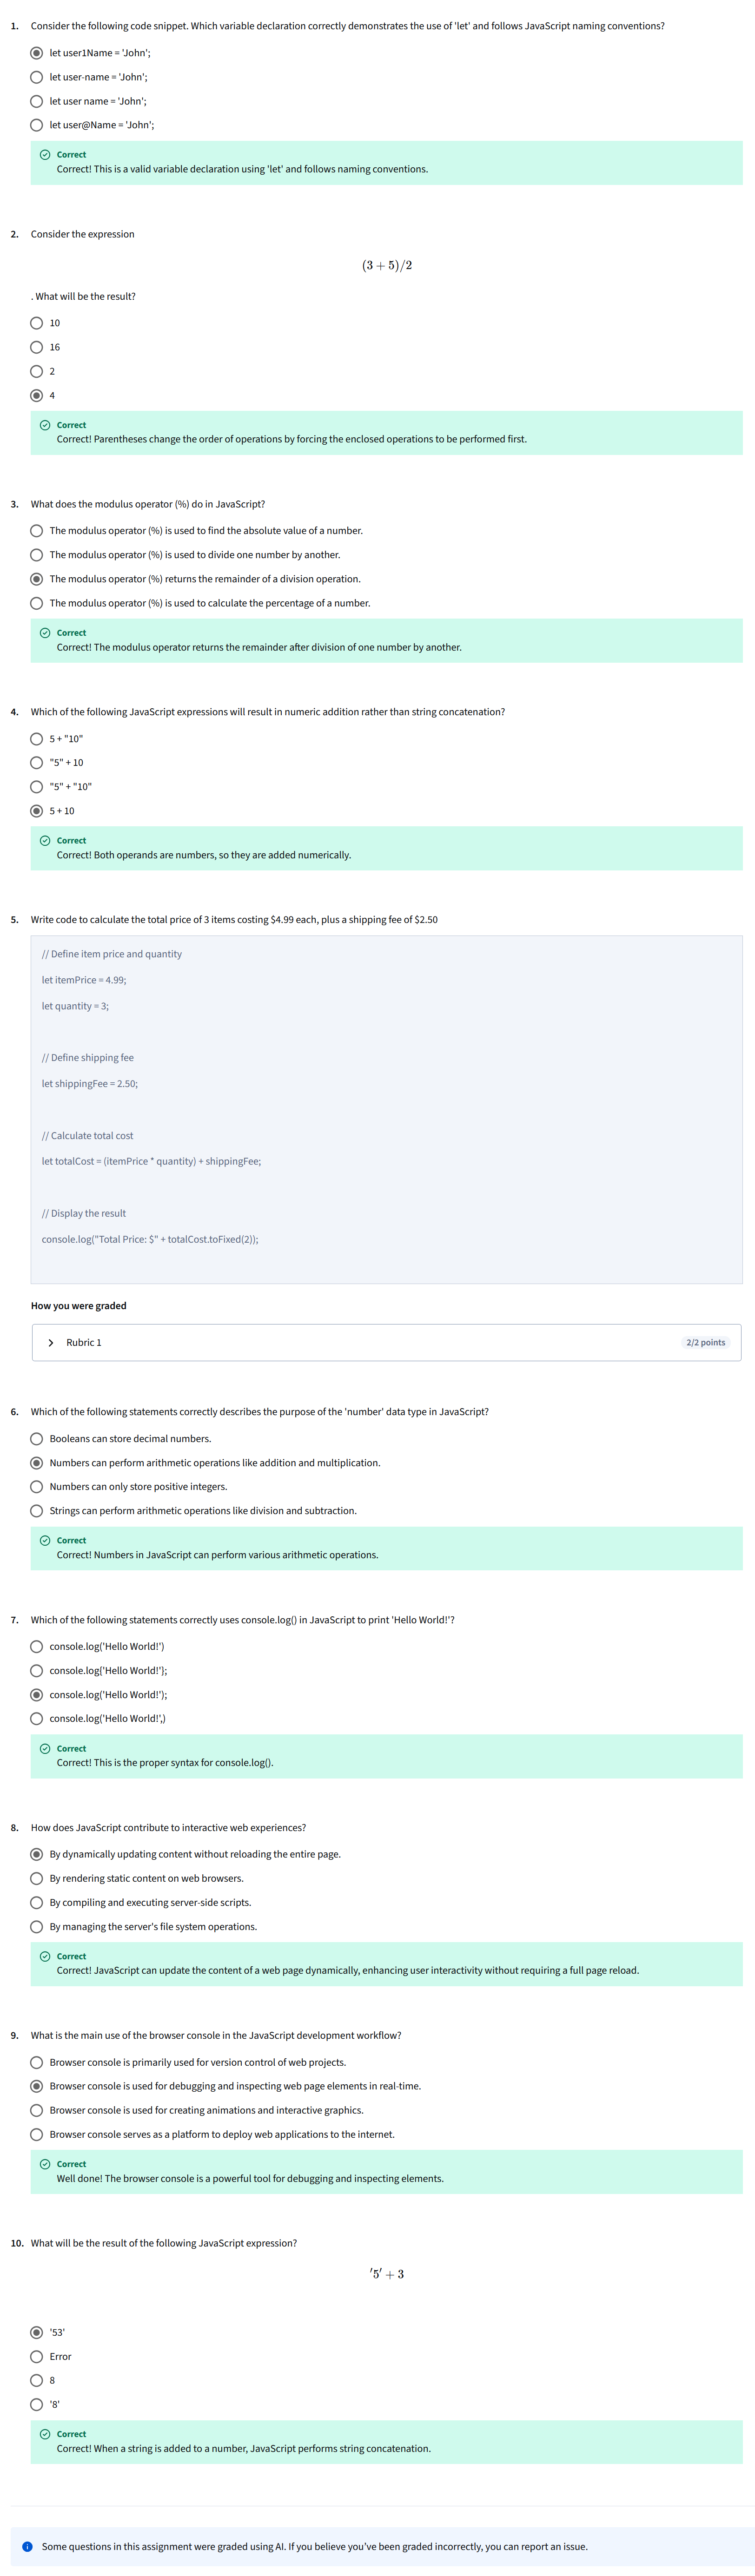 1. Consider the following code snippet. Which variable declaration correctly demonstrates the use of 'let' and follows JavaScript naming conventions?
let user1Name = 'John';
let user-name = 'John';
let user name = 'John';
let user@Name = 'John';
Correct
Correct! This is a valid variable declaration using 'let' and follows naming conventions.
2. Consider the expression
(3 + 5)/2
. What will be the result?
10
16
2
4
Correct
Correct! Parentheses change the order of operations by forcing the enclosed operations to be performed first.
3. What does the modulus operator (%) do in JavaScript?
The modulus operator (%) is used to find the absolute value of a number.
The modulus operator (%) is used to divide one number by another.
The modulus operator (%) returns the remainder of a division operation.
The modulus operator (%) is used to calculate the percentage of a number.
Correct
Correct! The modulus operator returns the remainder after division of one number by another.
4. Which of the following JavaScript expressions will result in numeric addition rather than string concatenation?
5 + "10"
"5" + 10
"5" + "10"
5 + 10
Correct
Correct! Both operands are numbers, so they are added numerically.
5. Write code to calculate the total price of 3 items costing $4.99 each, plus a shipping fee of $2.50
// Define item price and quantity
let itemPrice = 4.99;
let quantity = 3;
// Define shipping fee
let shippingFee = 2.50;
// Calculate total cost
let totalCost = (itemPrice * quantity) + shippingFee;
// Display the result
console.log("Total Price: $" + totalCost.toFixed(2));
How you were graded
Rubric 1 2/2 points
6. Which of the following statements correctly describes the purpose of the 'number' data type in JavaScript?
Booleans can store decimal numbers.
Numbers can perform arithmetic operations like addition and multiplication.
Numbers can only store positive integers.
Strings can perform arithmetic operations like division and subtraction.
Correct
Correct! Numbers in JavaScript can perform various arithmetic operations.
7. Which of the following statements correctly uses console.log() in JavaScript to print 'Hello World!'?
console.log('Hello World!')
console.log{'Hello World!'};
console.log('Hello World!');
console.log('Hello World!',)
Correct
Correct! This is the proper syntax for console.log().
8. How does JavaScript contribute to interactive web experiences?
By dynamically updating content without reloading the entire page.
By rendering static content on web browsers.
By compiling and executing server-side scripts.
By managing the server's file system operations.
Correct
Correct! JavaScript can update the content of a web page dynamically, enhancing user interactivity without requiring a full page reload.
9. What is the main use of the browser console in the JavaScript development workflow?
Browser console is primarily used for version control of web projects.
Browser console is used for debugging and inspecting web page elements in real-time.
Browser console is used for creating animations and interactive graphics.
Browser console serves as a platform to deploy web applications to the internet.
Correct
Well done! The browser console is a powerful tool for debugging and inspecting elements.
10. What will be the result of the following JavaScript expression?
′5′ + 3
'53'
Error
8
'8'
Correct
Correct! When a string is added to a number, JavaScript performs string concatenation.
Some questions in this assignment were graded using AI. If you believe you've been graded incorrectly, you can report an issue.